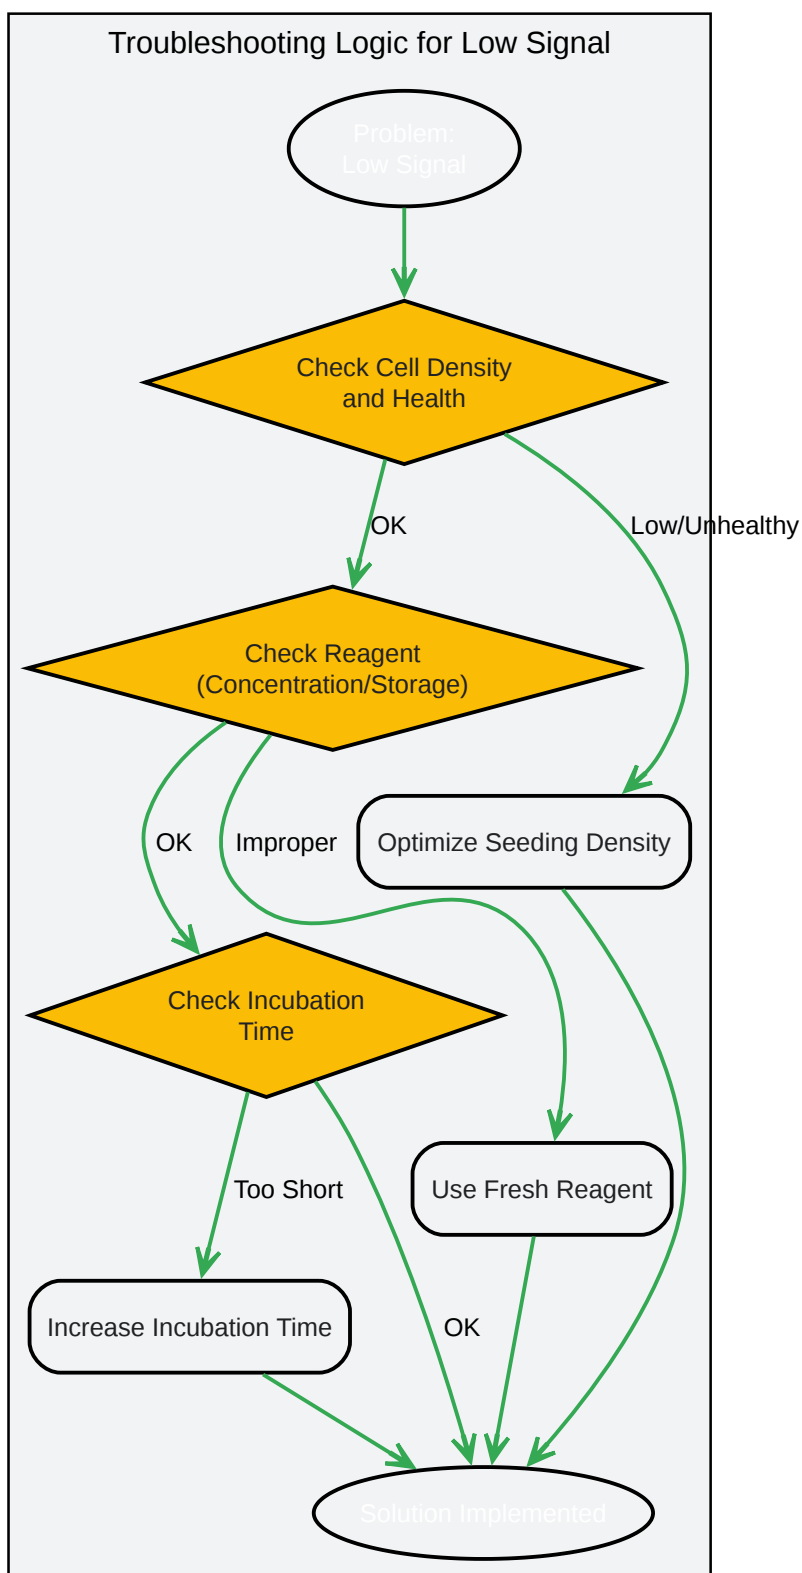 Troubleshooting Logic for Low Signal
Problem:
Low Signal
Check Cell Density
and Health
OK
Low/Unhealthy
Check Reagent
(Concentration/Storage)
OK
Improper
Optimize Seeding Density
Check Incubation
Time
Too Short
Use Fresh Reagent
Increase Incubation Time
OK
Solution Implemented